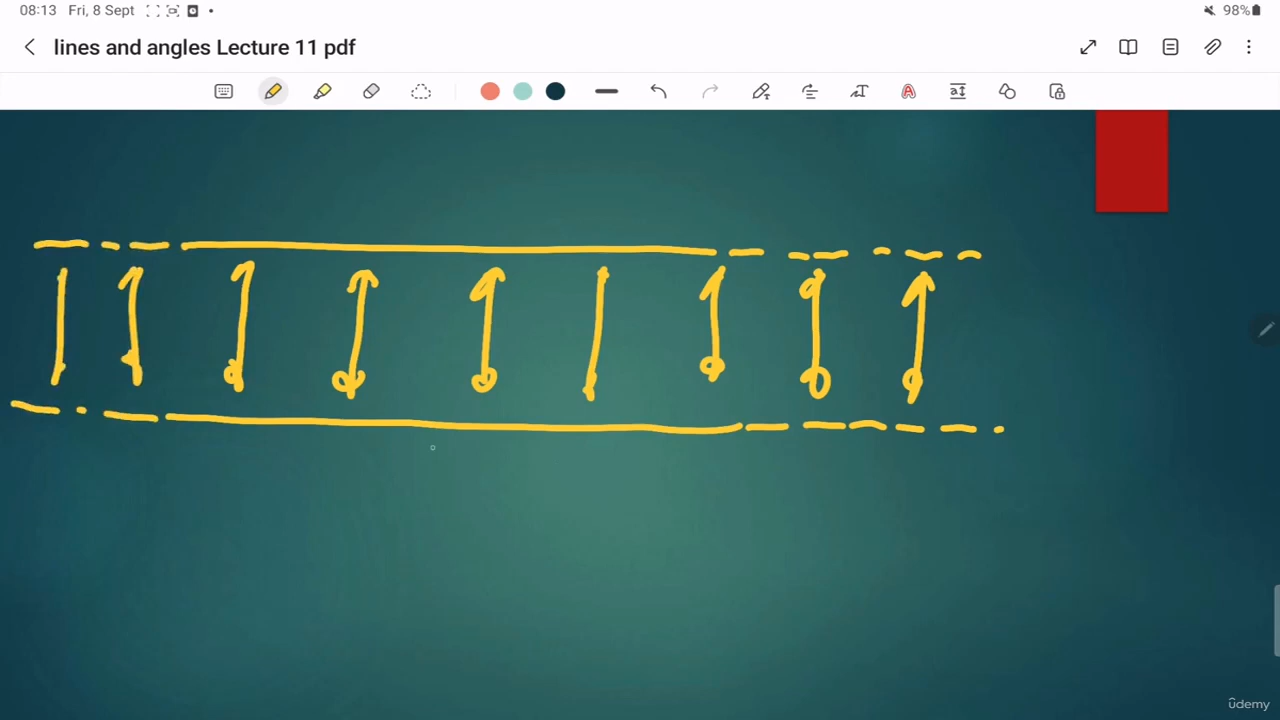 08:13 Fri, 8 Sept 98%
lines and angles Lecture 11 pdf
ûdemy